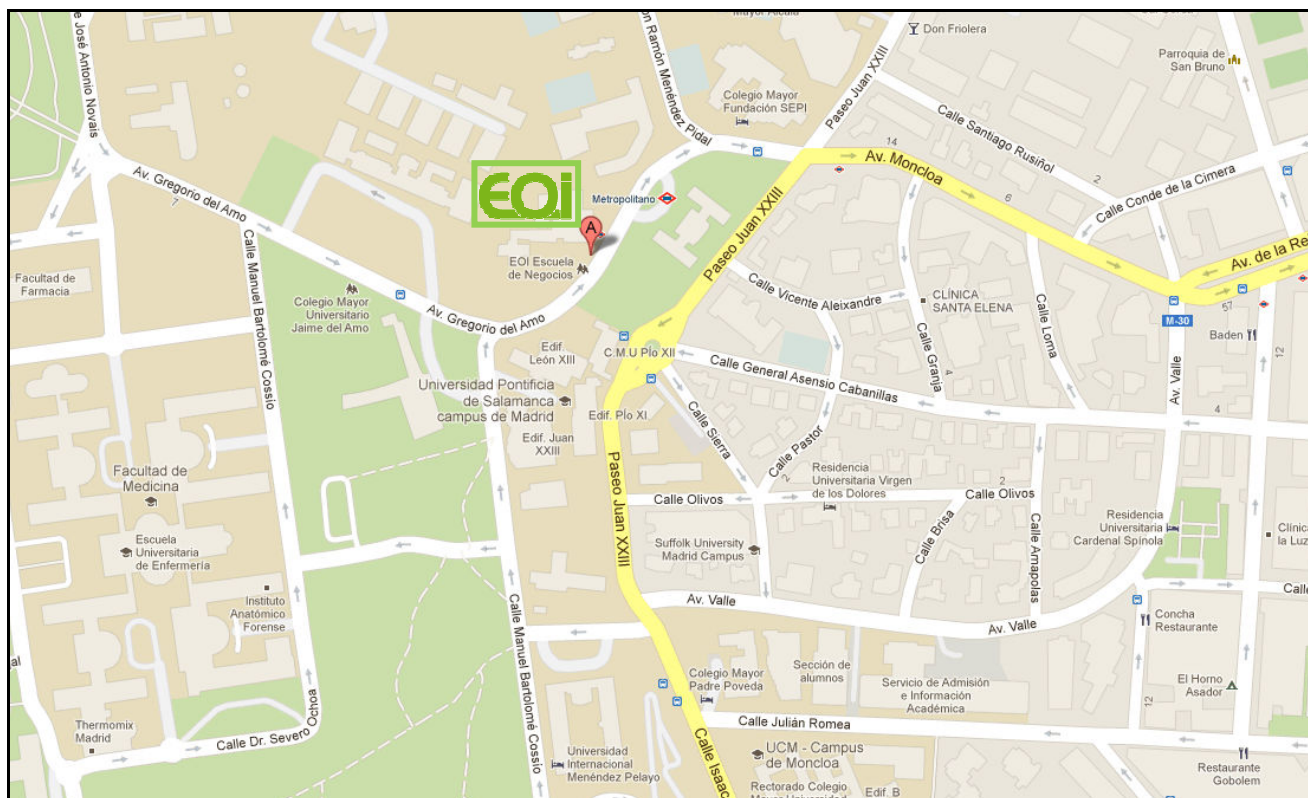 Mayor Alcalá
Don Friolera
Parroquia de
San Bruno
José Antonio Novais
Ramón Menéndez Pidal
Colegio Mayor
Fundación SEPI
Paseo Juan XXIII
Calle Santiago Rusiñol
14
Av. Moncloa
6
2
Calle Conde de la Cimera
Av. Gregorio del Amo
7
EOi
Metropolitano
A
EOI Escuela
de Negocios
Paseo Juan XXIII
Av. de la Re
Facultad de
Farmacia
Calle Manuel Bartolomé Cossío
Colegio Mayor
Universitario
Jaime del Amo
Av. Gregorio del Amo
Calle Vicente Aleixandre
CLÍNICA
SANTA ELENA
Calle Granja
4
Calle Loma
57
M-30
Baden
12
Av. Valle
Edif.
León XIII
C.M.U PÍo XII
Calle General Asensio Cabanillas
4
Universidad Pontificia
de Salamanca
campus de Madrid
Edif. PÍo XI
Edif. Juan
XXIII
Calle Sierra
Calle Pastor
2
Paseo Juan XXIII
Facultad de
Medicina
Residencia
Universitaria Virgen
de los Dolores
Calle Olivos
2
Calle Olivos
Calle Brisa
Calle Amapolas
Residencia
Universitaria
Cardenal Spínola
Clínica
la Luz
Escuela
Universitaria
de Enfermería
Suffolk University
Madrid Campus
Instituto
Anatómico
Forense
Calle Manuel Bartolomé Cossío
Av. Valle
Av. Valle
Calle
Concha
Restaurante
Colegio Mayor
Padre Poveda
Sección de
alumnos
Servicio de Admisión
e Información
Académica
El Horno
Asador
12
Thermomix
Madrid
Calle Dr. Severo Ochoa
Calle Julián Romea
Calle Isaac
Universidad
Internacional
Menéndez Pelayo
UCM - Campus
de Moncloa
Rectorado Colegio
Edif. B
Restaurante
Gobolem